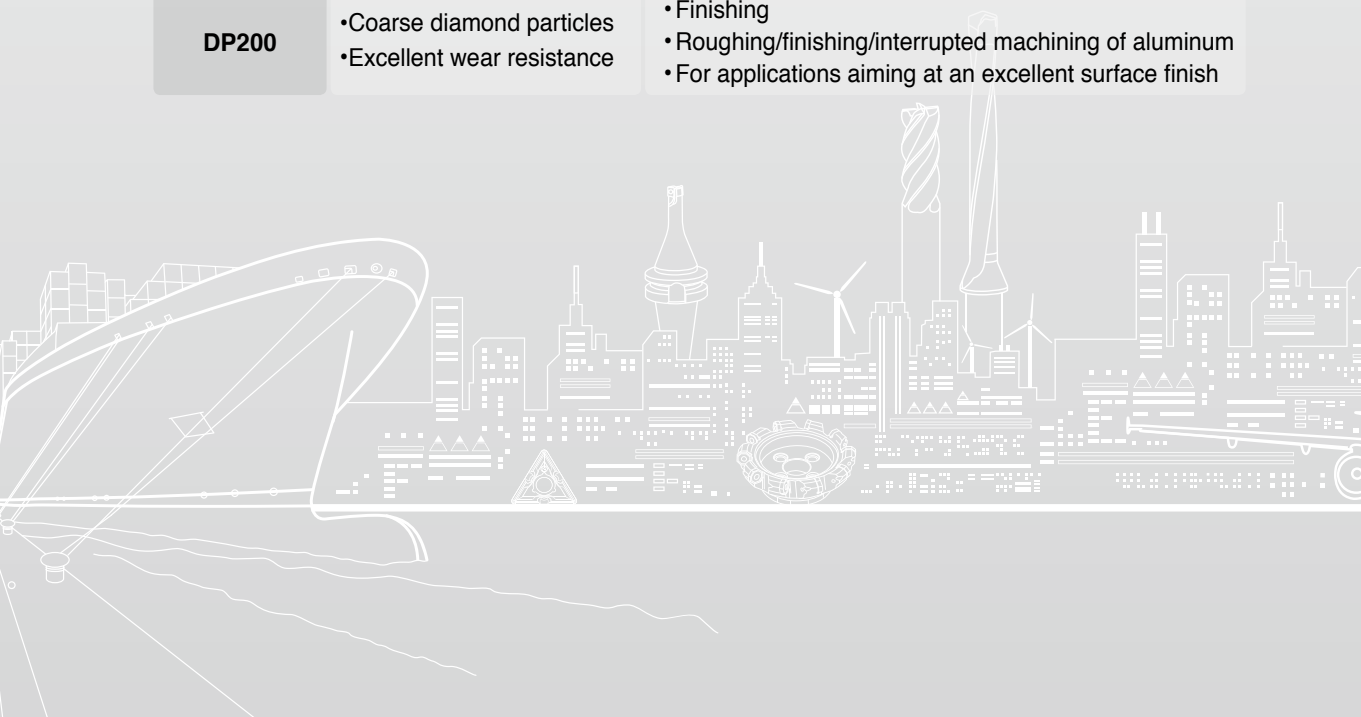 DP200
•Coarse diamond particles
•Excellent wear resistance
• Finishing
• Roughing/finishing/interrupted machining of aluminum
• For applications aiming at an excellent surface finish